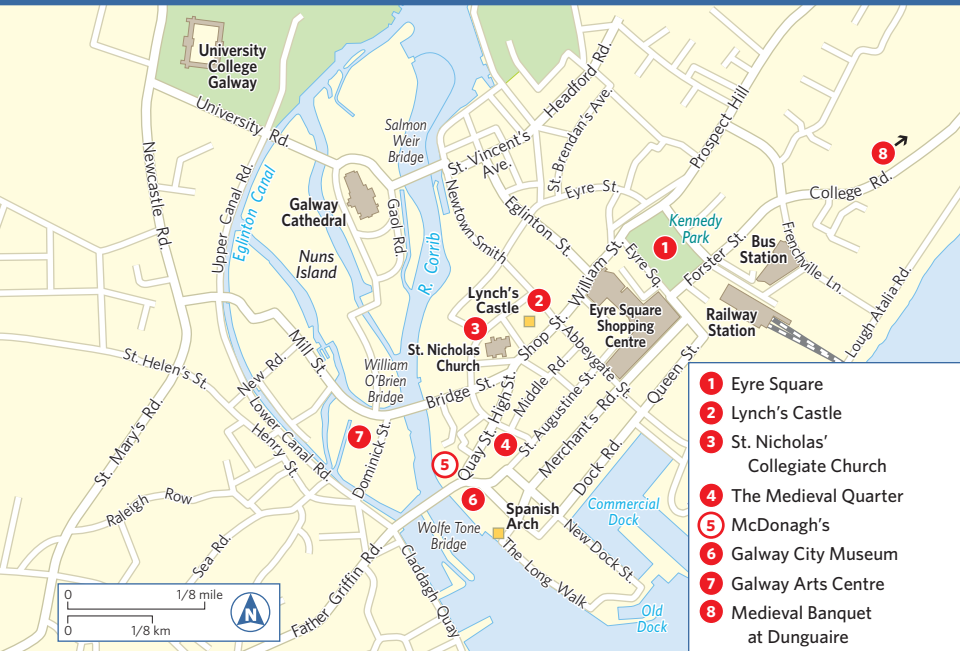 University
College
Galway
University Rd.
Newcastle Rd.
Upper Canal Rd.
Eglinton Canal
Galway
Cathedral
Nuns
Island
Gaol Rd.
Salmon
Weir
Bridge
R. Corrib
St. Vincent's
Ave.
Headford Rd.
St. Brendan's Ave.
Prospect Hill
8
College Rd.
Newtown Smith
Eglinton St.
Eyre St.
Kennedy
Park
1
Eyre Sq.
Forster St.
Bus
Station
Frenchville Ln.
Lough Atalia Rd.
Railway
Station
William St.
Eyre Square
Shopping
Centre
Lynch's
Castle
2
3
St. Nicholas
Church
Shop St.
Abbeygate St.
Middle Rd.
High St.
Quay St.
St. Augustine St.
Merchant's Rd.
Queen St.
Dock Rd.
Mill St.
William
O'Brien
Bridge
Bridge St.
St. Helen's St.
New Rd.
Lower Canal Rd.
Henry St.
St. Mary's Rd.
Raleigh Row
Sea Rd.
7
Dominick St.
4
5
6
Spanish
Arch
Wolfe Tone
Bridge
The Long Walk
New Dock St.
Commercial
Dock
Old
Dock
Father Griffin Rd.
Claddagh Quay
0 1/8 mile
0 1/8 km
N
1 Eyre Square
2 Lynch's Castle
3 St. Nicholas'
Collegiate Church
4 The Medieval Quarter
5 McDonagh's
6 Galway City Museum
7 Galway Arts Centre
8 Medieval Banquet
at Dunguaire